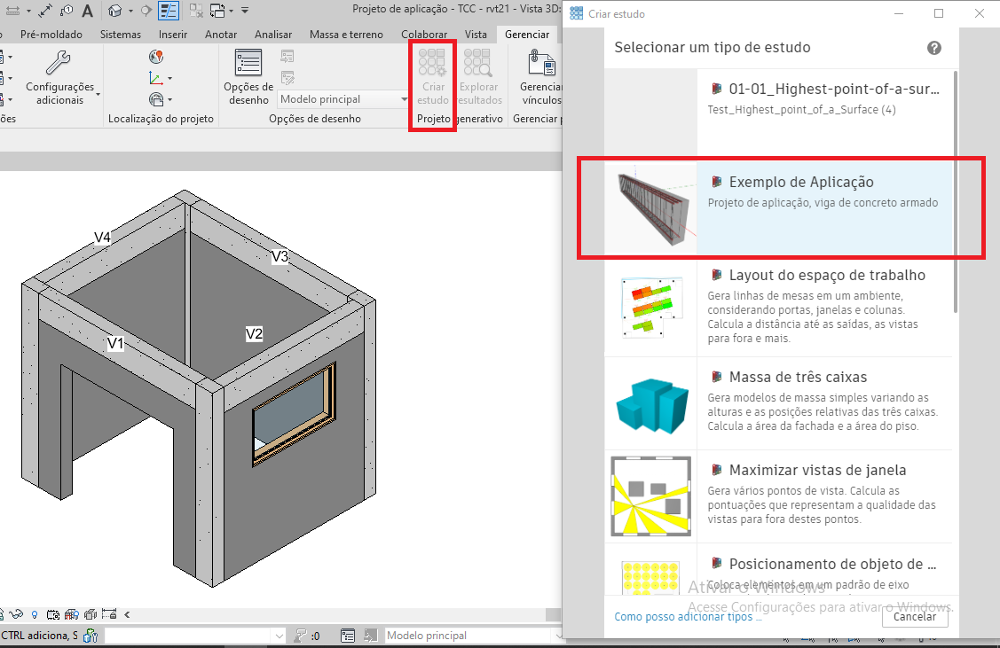 Projeto de aplicação - TCC - rvt21 - Vista 3D:
Pré-moldado Sistemas Inserir Anotar Analisar Massa e terreno Colaborar Vista Gerenciar
Configurações
adicionais
Localização do projeto
Opções de
desenho
Modelo principal
Opções de desenho
Criar
estudo
Explorar
resultados
Projeto generativo
Gerenciar
vínculos
Gerenciar
V4
V3
V1
V2
CTRL adiciona, S
:0
Modelo principal
Criar estudo
Selecionar um tipo de estudo
01-01_Highest-point-of-a-sur...
Test_Highest_point_of_a_Surface (4)
Exemplo de Aplicação
Projeto de aplicação, viga de concreto armado
Layout do espaço de trabalho
Gera linhas de mesas em um ambiente,
considerando portas, janelas e colunas.
Calcula a distância até as saídas, as vistas
para fora e mais.
Massa de três caixas
Gera modelos de massa simples variando as
alturas e as posições relativas das três caixas.
Calcula a área da fachada e a área do piso.
Maximizar vistas de janela
Gera vários pontos de vista. Calcula as
pontuações que representam a qualidade das
vistas para fora destes pontos.
Posicionamento de objeto de ...
Coloca elementos em um padrão de eixo
Ativar o Windows
Acesse Configurações para ativar o Windows.
Como posso adicionar tipos ...
Cancelar